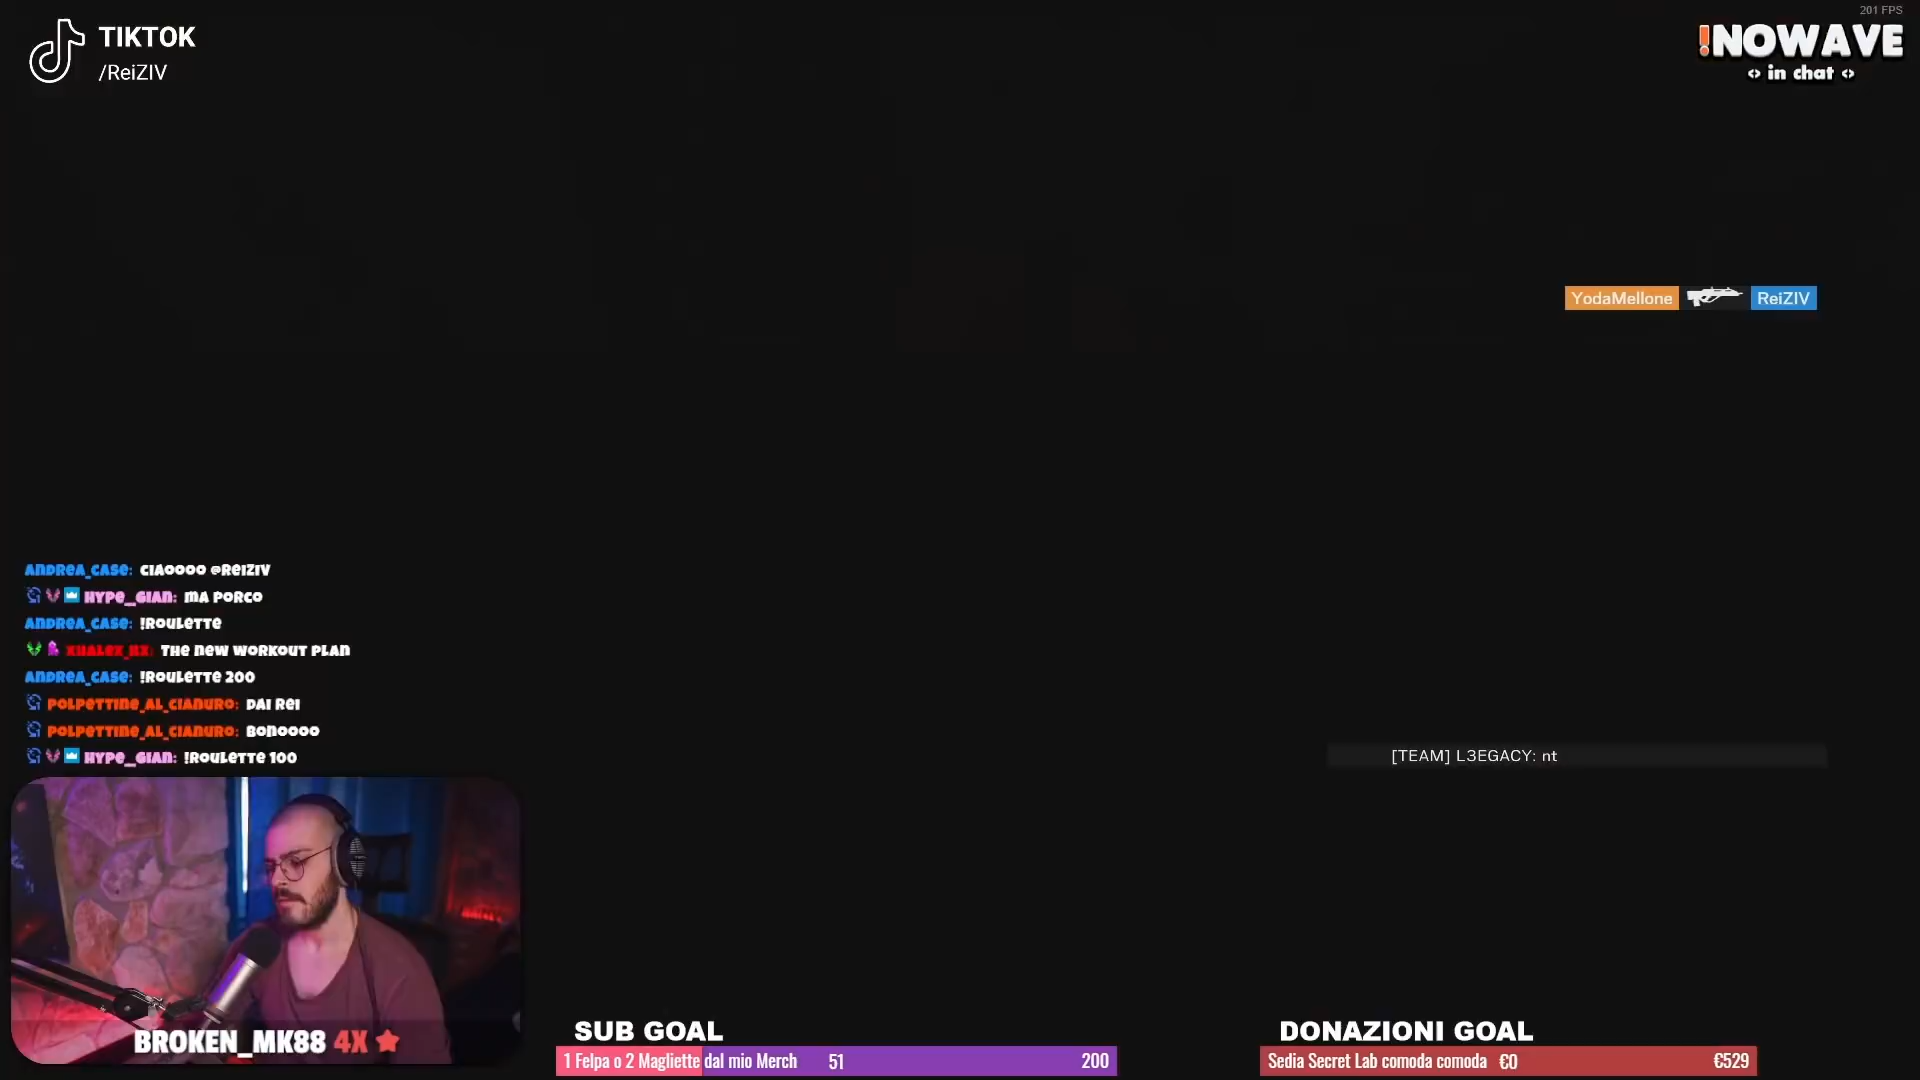 201 FPS
TIKTOK
/ReiZIV
!NOWAVE
<> in chat <>
YodaMellone ReiZIV
ANDREA_CASE: CIAOOOO @REIZIV
HYPE_GIAN: MA PORCO
ANDREA_CASE: !ROULETTE
THE NEW WORKOUT PLAN
ANDREA_CASE: !ROULETTE 200
POLPETTINE_AL_CIANURO: DAI REI
POLPETTINE_AL_CIANURO: BONOOOO
HYPE_GIAN: !ROULETTE 100
[TEAM] L3EGACY: nt
BROKEN_MK88 4X
SUB GOAL
1 Felpa o 2 Magliette dal mio Merch 51 200
DONAZIONI GOAL
Sedia Secret Lab comoda comoda €0 €529